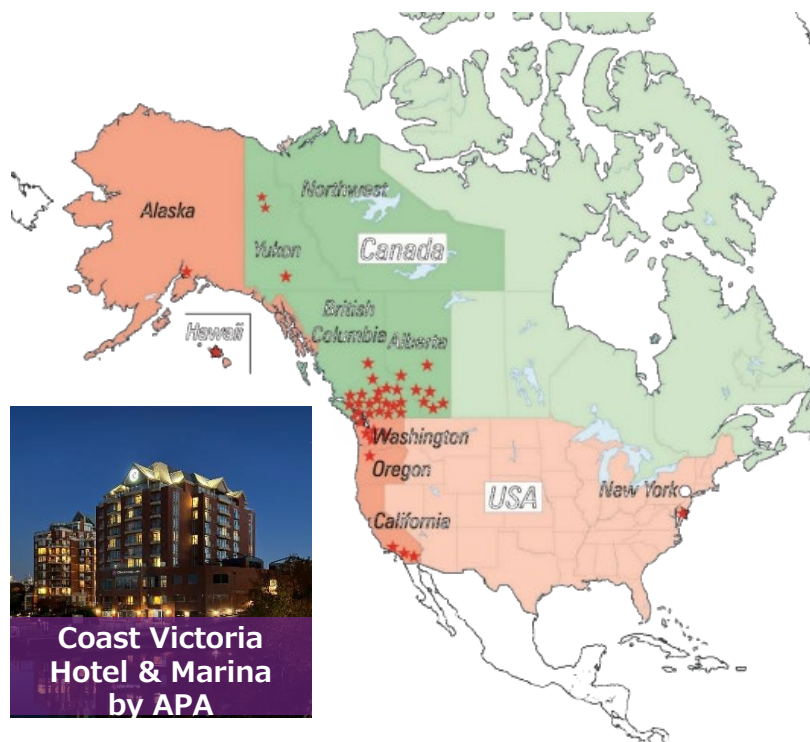 Northwest
Alaska
Yukon
Canada
British
Columbia
Alberta
Hawaii
Washington
Oregon
USA
New York
California
Coast Victoria
Hotel & Marina
by APA